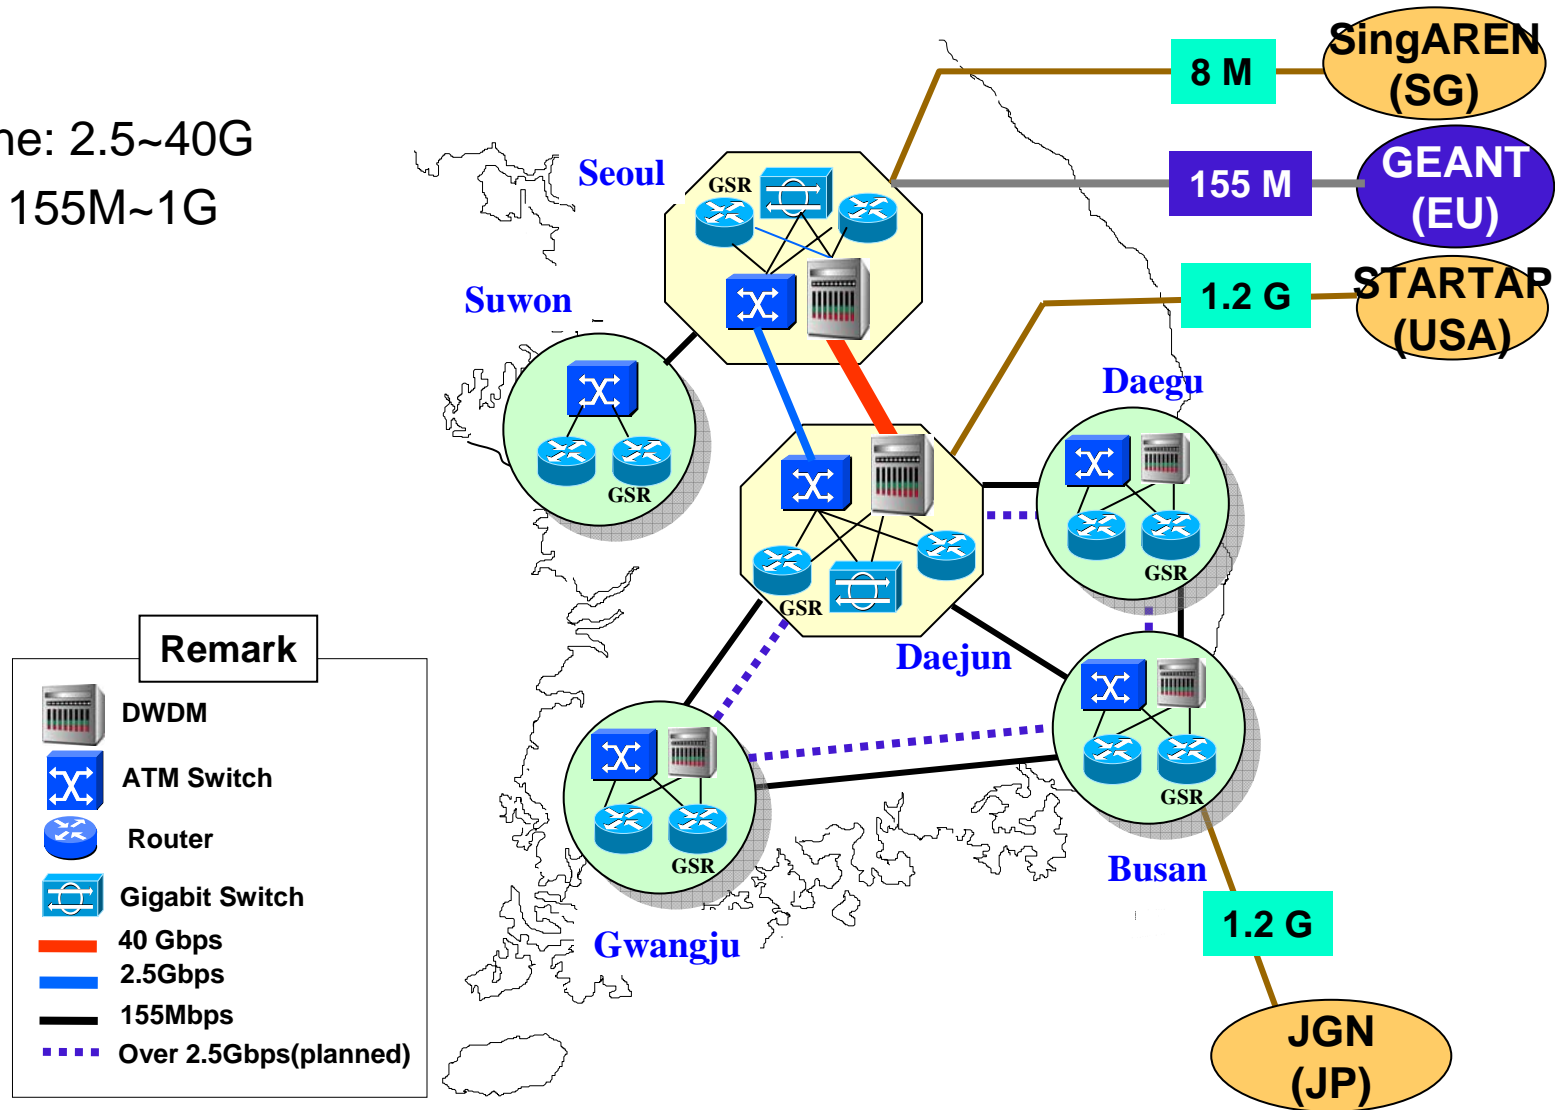 ne: 2.5~40G
155M~1G
Seoul
GSR
Suwon
GSR
8 M
SingAREN
(SG)
155 M
GEANT
(EU)
1.2 G
STARTAP
(USA)
Daegu
GSR
GSR
Daejun
GSR
Busan
GSR
Gwangju
1.2 G
JGN
(JP)
Remark
DWDM
ATM Switch
Router
Gigabit Switch
40 Gbps
2.5Gbps
155Mbps
Over 2.5Gbps(planned)